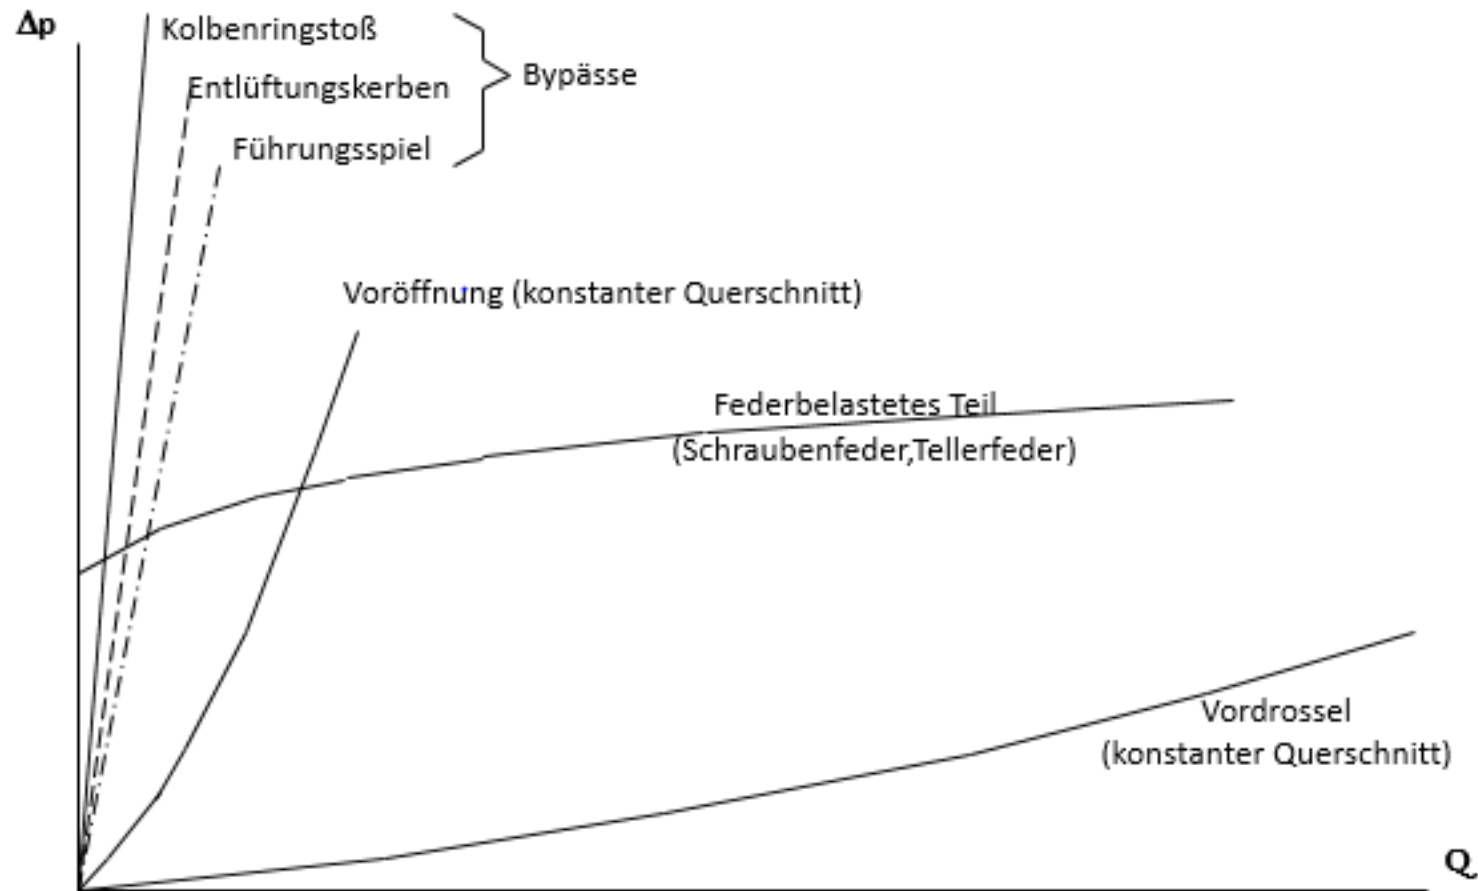 Δp
Kolbenringstoß
Entlüftungskerben
Bypässe
Führungsspiel
Voröffnung (konstanter Querschnitt)
Federbelastetes Teil
(Schraubenfeder,Tellerfeder)
Vordrossel
(konstanter Querschnitt)
Q